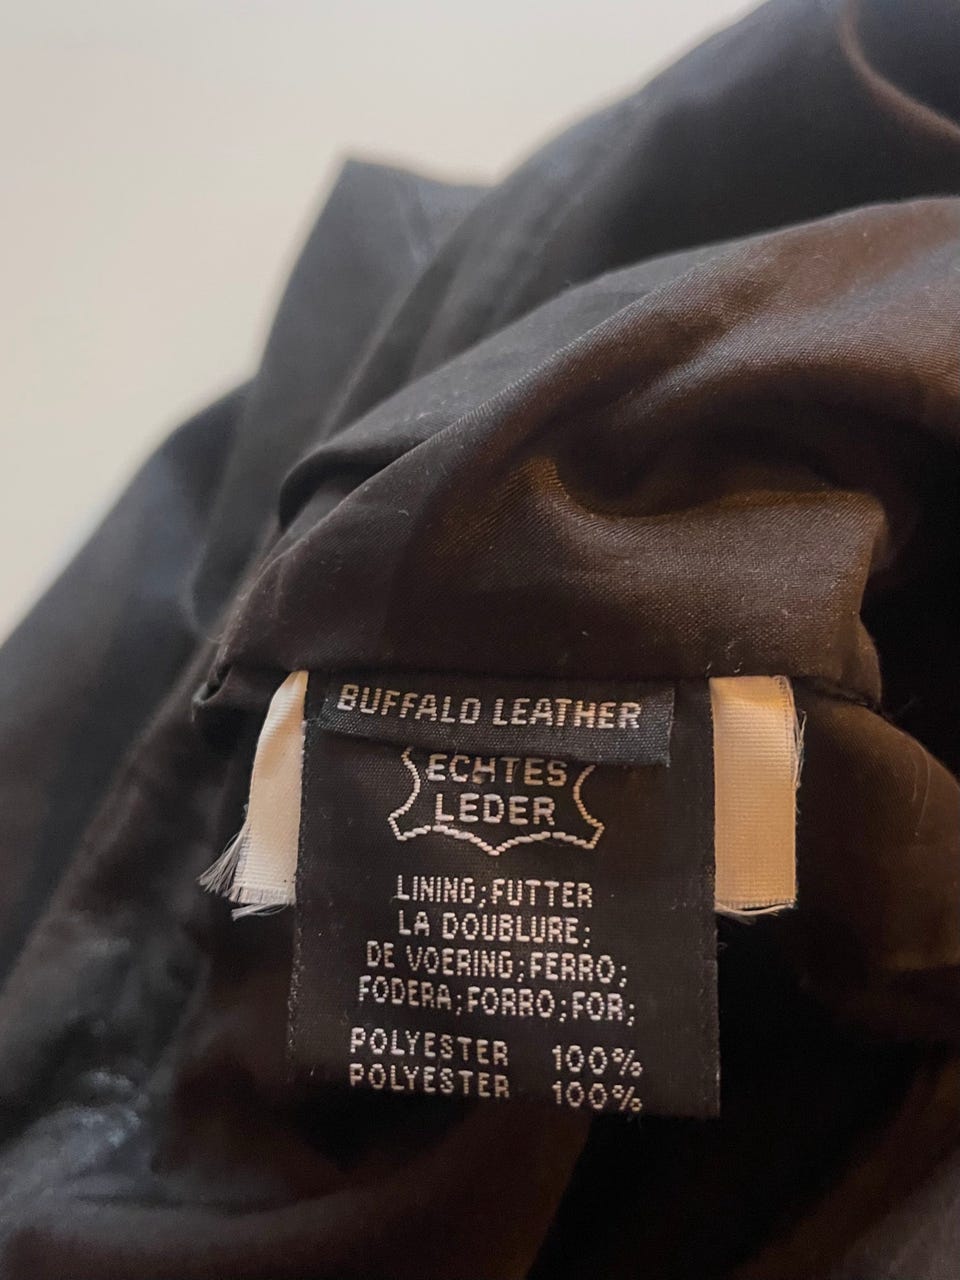 BUFFALO LEATHER
ECHTES
LEDER
LINING;FUTTER
LA DOUBLURE;
DE VOERING;FERRO;
FODERA;FORRO;FOR;
POLYESTER 100%
POLYESTER 100%